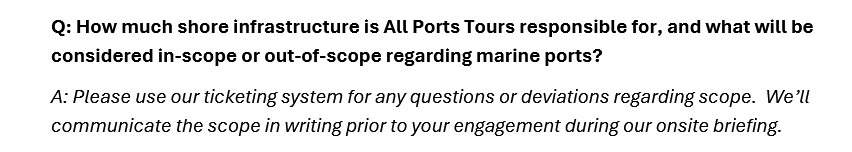 Q: How much shore infrastructure is All Ports Tours responsible for, and what will be
considered in-scope or out-of-scope regarding marine ports?
A: Please use our ticketing system for any questions or deviations regarding scope.  We’ll
communicate the scope in writing prior to your engagement during our onsite briefing.